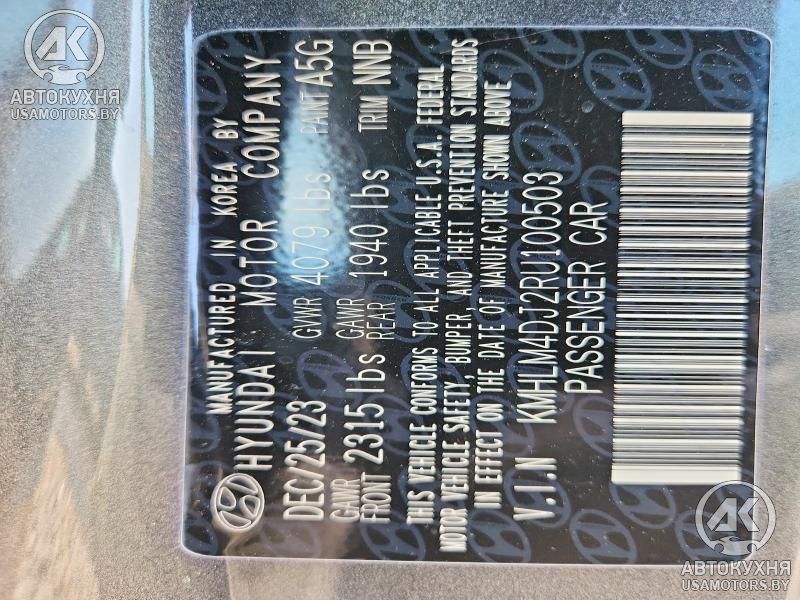 MANUFACTURED IN KOREA BY
HYUNDAI MOTOR COMPANY
DEC/25/23 GVWR 4079 lbs PAINT A5G
GAWR FRONT 2315 lbs GAWR REAR 1940 lbs TRIM NNB
THIS VEHICLE CONFORMS TO ALL APPLICABLE U.S.A. FEDERAL
MOTOR VEHICLE SAFETY, BUMPER, AND THEFT PREVENTION STANDARDS
IN EFFECT ON THE DATE OF MANUFACTURE SHOWN ABOVE
V.I.N KMHLM4DJ2RU100503
PASSENGER CAR
АК
АВТОКУХНЯ
USAMOTORS.BY
АК
АВТОКУХНЯ
USAMOTORS.BY